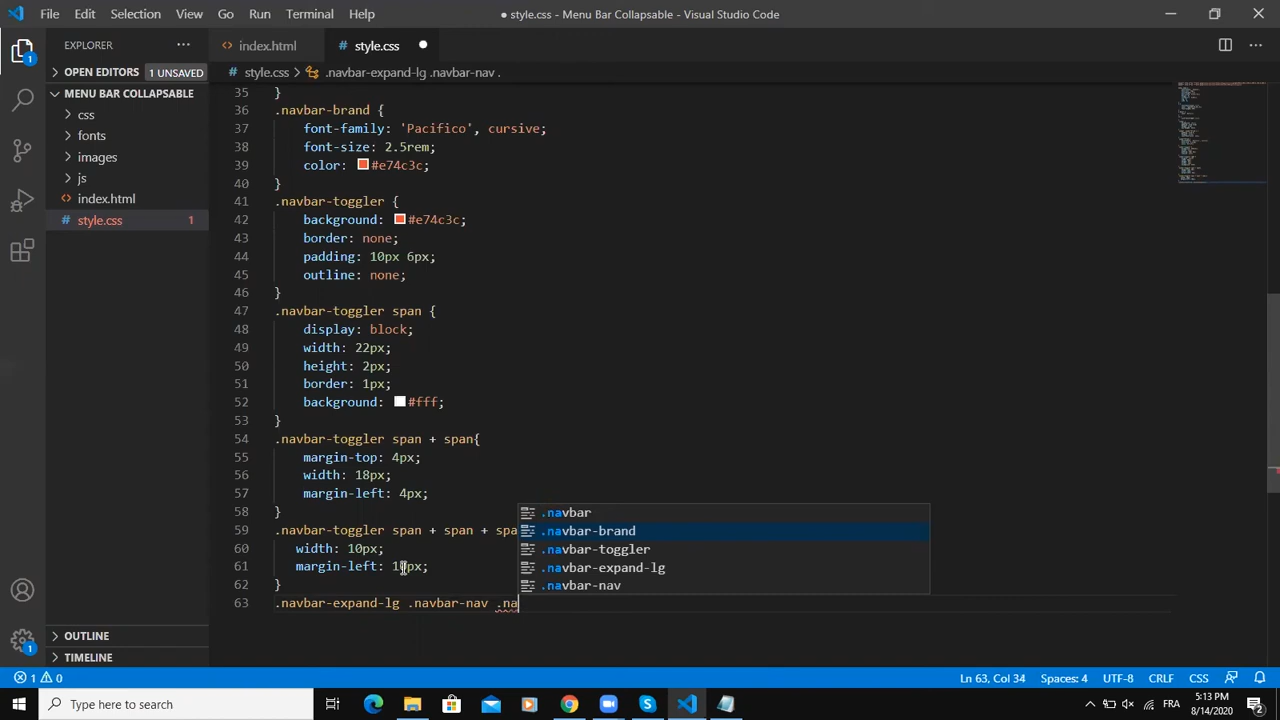 File Edit Selection View Go Run Terminal Help
● style.css - Menu Bar Collapsable - Visual Studio Code
EXPLORER
index.html
style.css
OPEN EDITORS 1 UNSAVED
style.css > .navbar-expand-lg .navbar-nav .
MENU BAR COLLAPSABLE
css
fonts
images
js
index.html
style.css 1
35 }
36 .navbar-brand {
37 font-family: 'Pacifico', cursive;
38 font-size: 2.5rem;
39 color: #e74c3c;
40 }
41 .navbar-toggler {
42 background: #e74c3c;
43 border: none;
44 padding: 10px 6px;
45 outline: none;
46 }
47 .navbar-toggler span {
48 display: block;
49 width: 22px;
50 height: 2px;
51 border: 1px;
52 background: #fff;
53 }
54 .navbar-toggler span + span{
55 margin-top: 4px;
56 width: 18px;
57 margin-left: 4px;
58 }
59 .navbar-toggler span + span + spa
60 width: 10px;
61 margin-left: px;
62 }
63 .navbar-expand-lg .navbar-nav .na
.navbar
.navbar-brand
.navbar-toggler
.navbar-expand-lg
.navbar-nav
OUTLINE
TIMELINE
1 0
Ln 63, Col 34 Spaces: 4 UTF-8 CRLF CSS
Type here to search
FRA
5:13 PM
8/14/2020
1
1
2